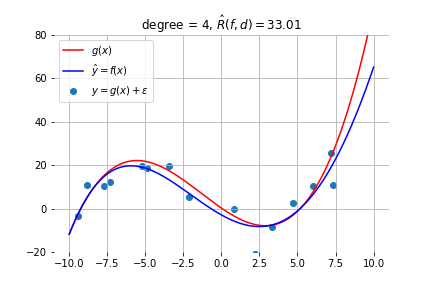 degree = 4, R̂(f, d) = 33.01
g(x)
ŷ = f(x)
y = g(x) + ε
80
60
40
20
0
−20
−10.0 −7.5 −5.0 −2.5 0.0 2.5 5.0 7.5 10.0